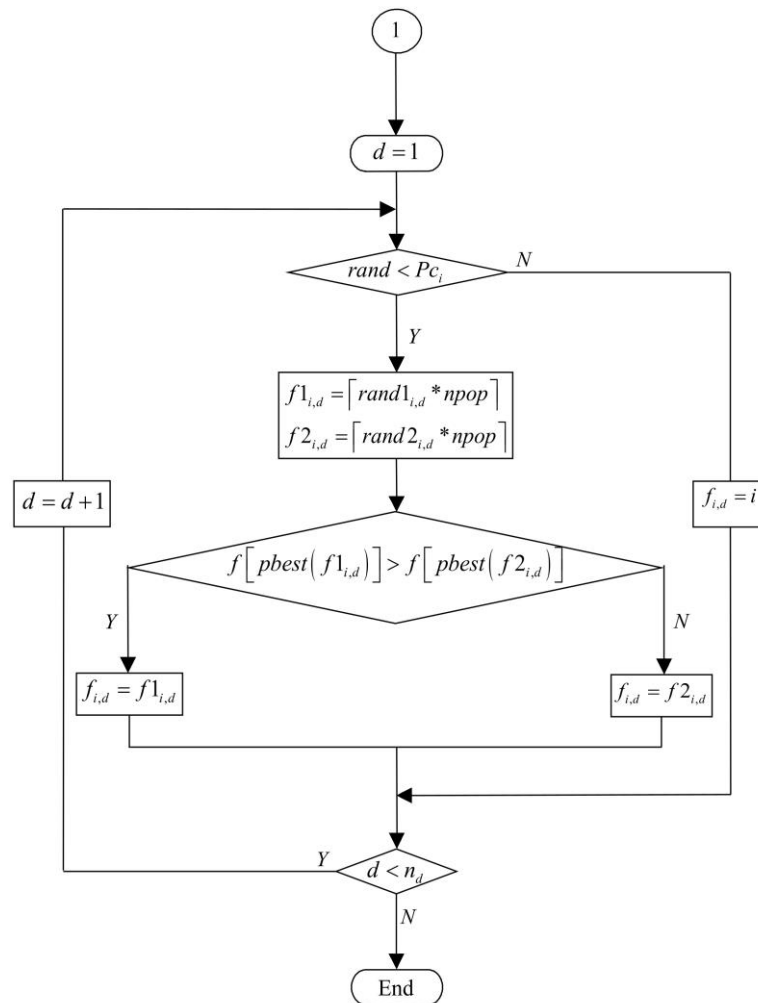 1
d = 1
rand < Pc_i
N
Y
f1_{i,d} = ⌈rand1_{i,d} * npop⌉
f2_{i,d} = ⌈rand2_{i,d} * npop⌉
d = d + 1
f_{i,d} = i
f[pbest(f1_{i,d})] > f[pbest(f2_{i,d})]
Y
N
f_{i,d} = f1_{i,d}
f_{i,d} = f2_{i,d}
Y
d < n_d
N
End